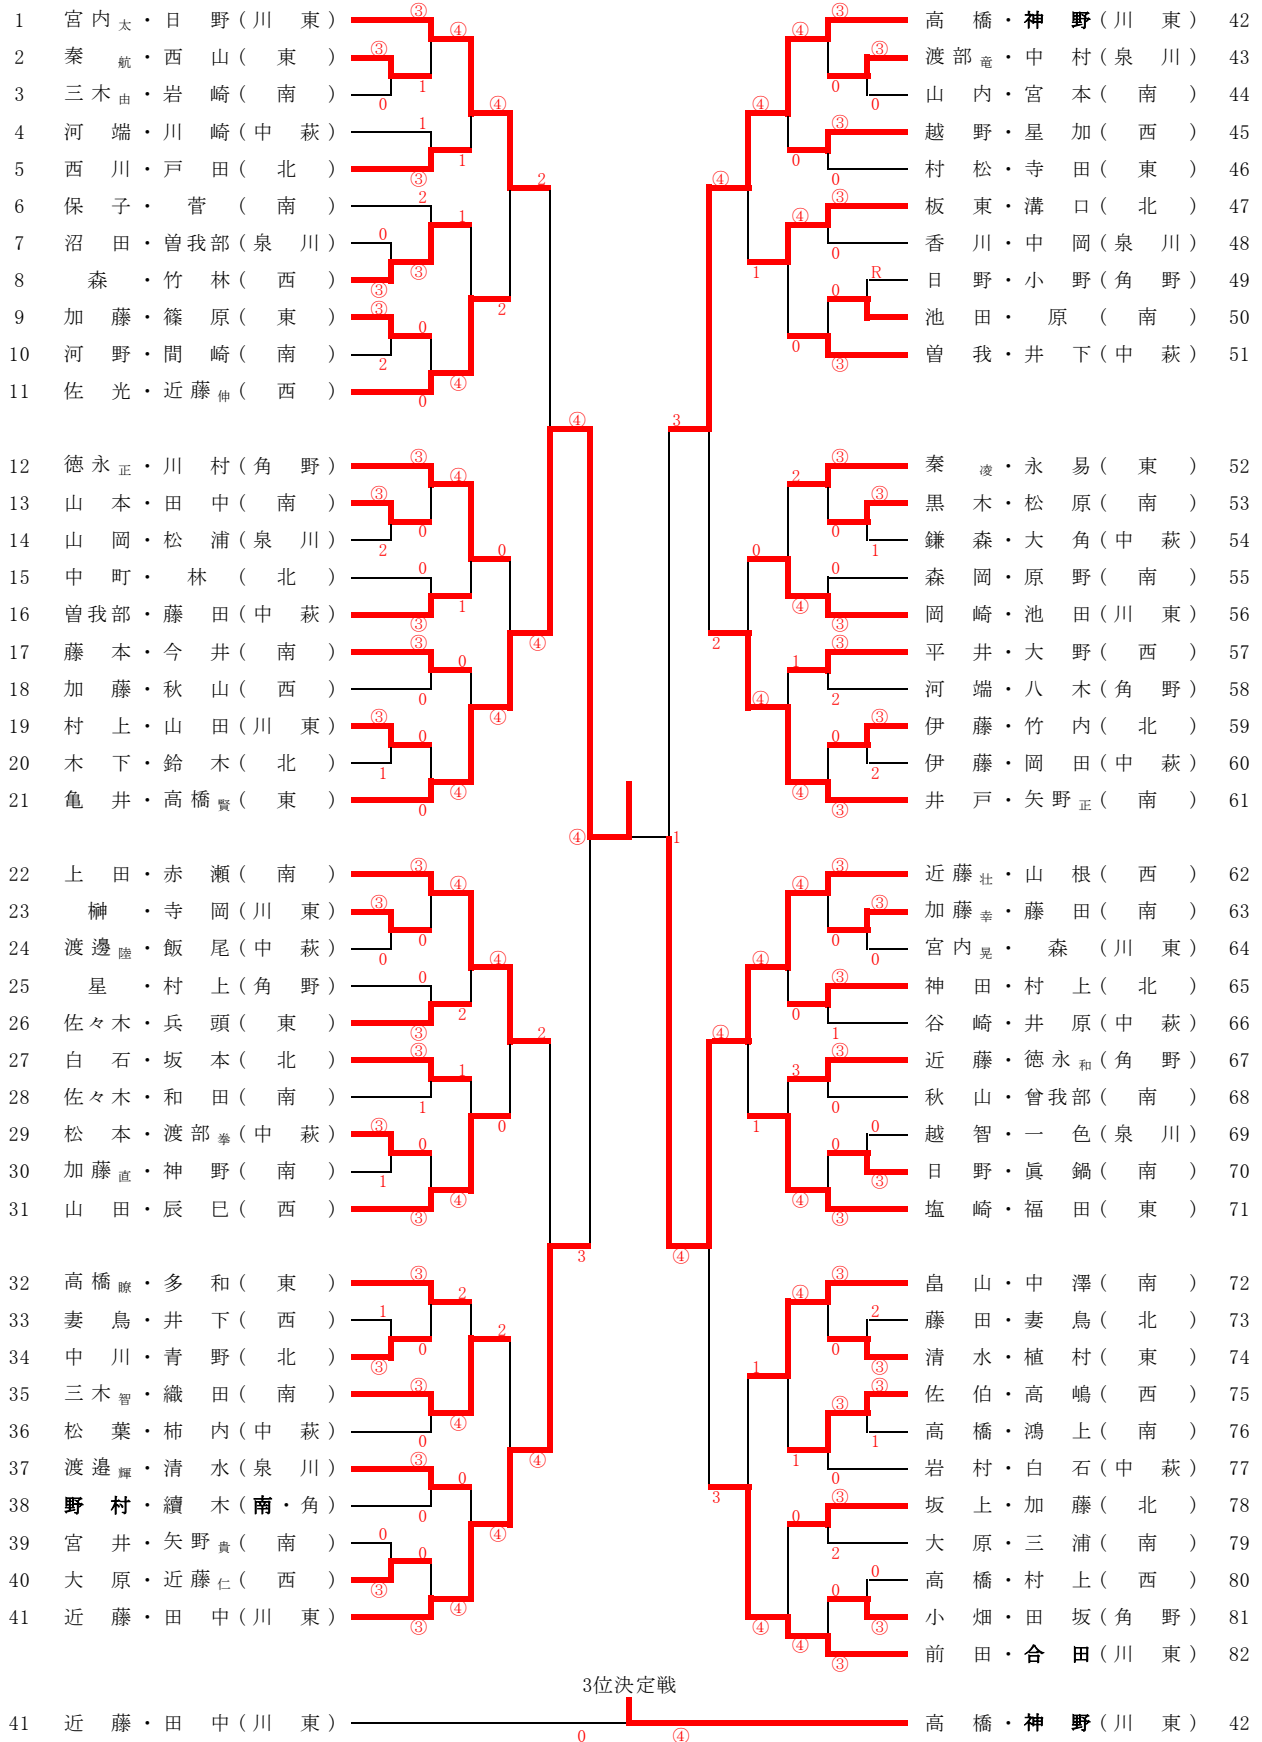 1 宮内太・日野(川東)
2 秦航・西山(東)
3 三木由・岩崎(南)
4 河端・川崎(中萩)
5 西川・戸田(北)
6 保子・菅(南)
7 沼田・曽我部(泉川)
8 森・竹林(西)
9 加藤・篠原(東)
10 河野・間崎(南)
11 佐光・近藤伸(西)
12 徳永正・川村(角野)
13 山本・田中(南)
14 山岡・松浦(泉川)
15 中町・林(北)
16 曽我部・藤田(中萩)
17 藤本・今井(南)
18 加藤・秋山(西)
19 村上・山田(川東)
20 木下・鈴木(北)
21 亀井・高橋賢(東)
22 上田・赤瀬(南)
23 榊・寺岡(川東)
24 渡邊陸・飯尾(中萩)
25 星・村上(角野)
26 佐々木・兵頭(東)
27 白石・坂本(北)
28 佐々木・和田(南)
29 松本・渡部拳(中萩)
30 加藤直・神野(南)
31 山田・辰巳(西)
32 高橋瞭・多和(東)
33 妻鳥・井下(西)
34 中川・青野(北)
35 三木智・織田(南)
36 松葉・柿内(中萩)
37 渡邉輝・清水(泉川)
38 野村・續木(南・角)
39 宮井・矢野貴(南)
40 大原・近藤仁(西)
41 近藤・田中(川東)
高橋・神野(川東) 42
渡部竜・中村(泉川) 43
山内・宮本(南) 44
越野・星加(西) 45
村松・寺田(東) 46
板東・溝口(北) 47
香川・中岡(泉川) 48
日野・小野(角野) 49
池田・原(南) 50
曽我・井下(中萩) 51
秦凌・永易(東) 52
黒木・松原(南) 53
鎌森・大角(中萩) 54
森岡・原野(南) 55
岡崎・池田(川東) 56
平井・大野(西) 57
河端・八木(角野) 58
伊藤・竹内(北) 59
伊藤・岡田(中萩) 60
井戸・矢野正(南) 61
近藤壮・山根(西) 62
加藤幸・藤田(南) 63
宮内晃・森(川東) 64
神田・村上(北) 65
谷崎・井原(中萩) 66
近藤・徳永和(角野) 67
秋山・曾我部(南) 68
越智・一色(泉川) 69
日野・眞鍋(南) 70
塩崎・福田(東) 71
畠山・中澤(南) 72
藤田・妻鳥(北) 73
清水・植村(東) 74
佐伯・高嶋(西) 75
高橋・鴻上(南) 76
岩村・白石(中萩) 77
坂上・加藤(北) 78
大原・三浦(南) 79
高橋・村上(西) 80
小畑・田坂(角野) 81
前田・合田(川東) 82
3位決定戦
41 近藤・田中(川東) 0 ④ 高橋・神野(川東) 42